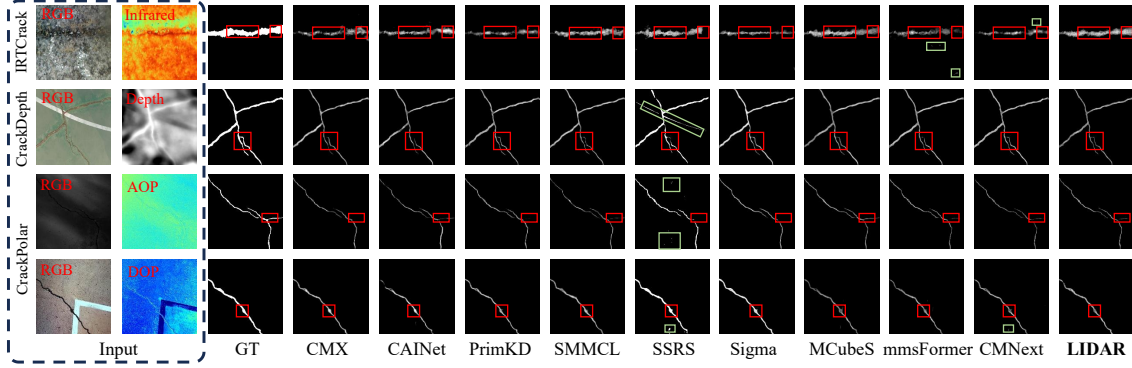 IRTCrack
RGB
Infrared
CrackDepth
RGB
Depth
CrackPolar
RGB
AOP
RGB
DOP
Input
GT
CMX
CAINet
PrimKD
SMMCL
SSRS
Sigma
MCubeS
mmsFormer
CMNext
LIDAR